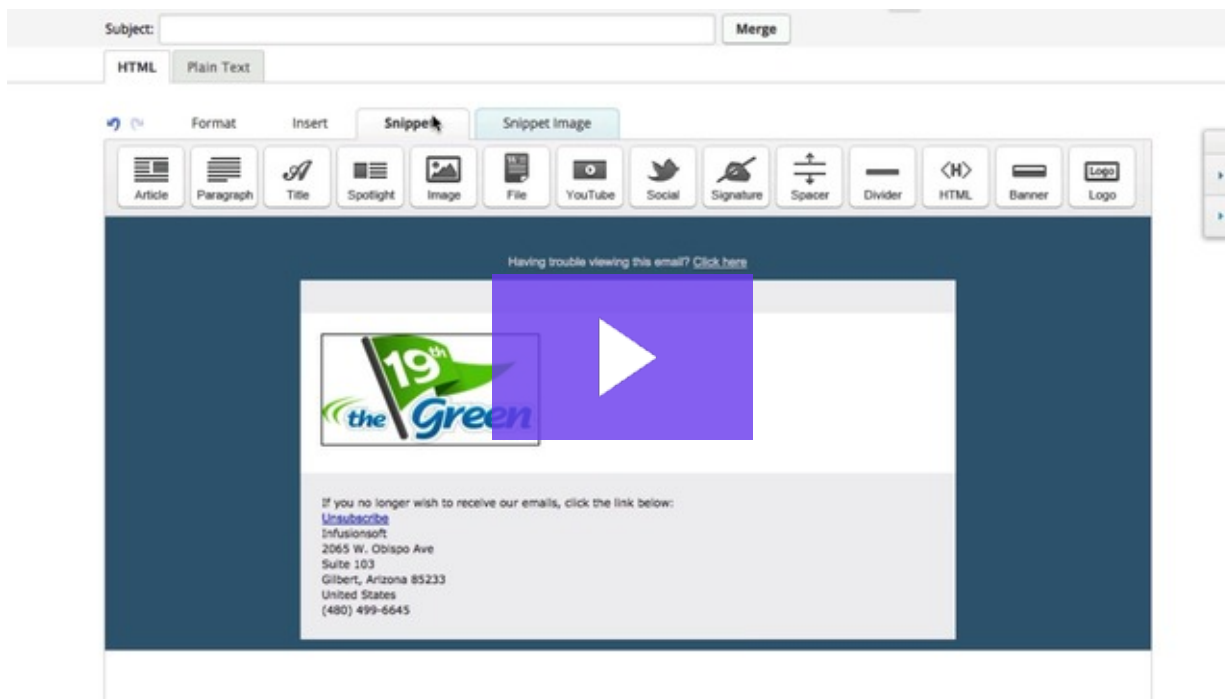 Subject:
Merge
HTML Plain Text
Format Insert Snippet Snippet Image
Article Paragraph Title Spotlight Image File YouTube Social Signature Spacer Divider HTML Banner Logo
<H> Logo
Having trouble viewing this email? Click here
19th
the Green
If you no longer wish to receive our emails, click the link below:
Unsubscribe
Infusionsoft
2065 W. Obispo Ave
Suite 103
Gilbert, Arizona 85233
United States
(480) 499-6645